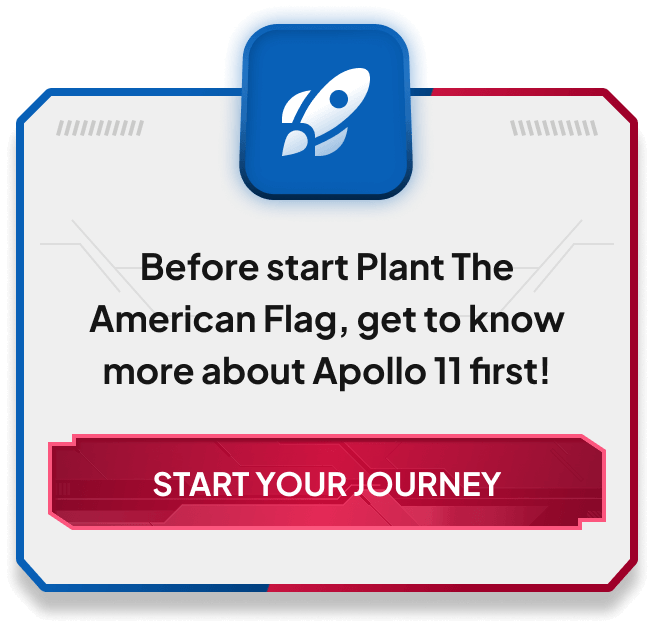 Before start Plant The
American Flag, get to know
more about Apollo 11 first!
START YOUR JOURNEY